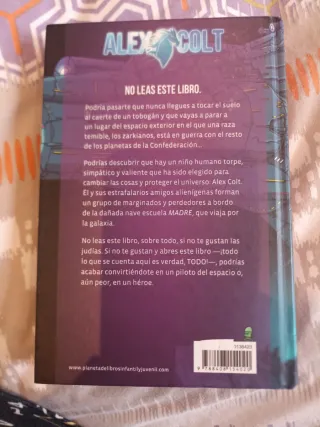 ALEX COLT
NO LEAS ESTE LIBRO.
Podría pasarte que nunca llegues a tocar el suelo
al caerte de un tobogán y que vayas a parar a
un lugar del espacio exterior en el que una raza
temible, los zarkianos, está en guerra con el resto
de los planetas de la Confederación...
Podrías descubrir que hay un niño humano torpe,
simpático y valiente que ha sido elegido para
cambiar las cosas y proteger el universo: Alex Colt.
Él y sus estrafalarios amigos alienígenas forman
un grupo de marginados y perdedores a bordo
de la dañada nave escuela MADRE, que viaja por
la galaxia.
No leas este libro, sobre todo, si no te gustan las
judías. Si no te gustan y abres este libro —¡todo
lo que se cuenta aquí es verdad, TODO!—, podrías
acabar convirtiéndote en un piloto del espacio o,
aún peor, en un héroe.
www.planetadelibrosinfantilyjuvenil.com